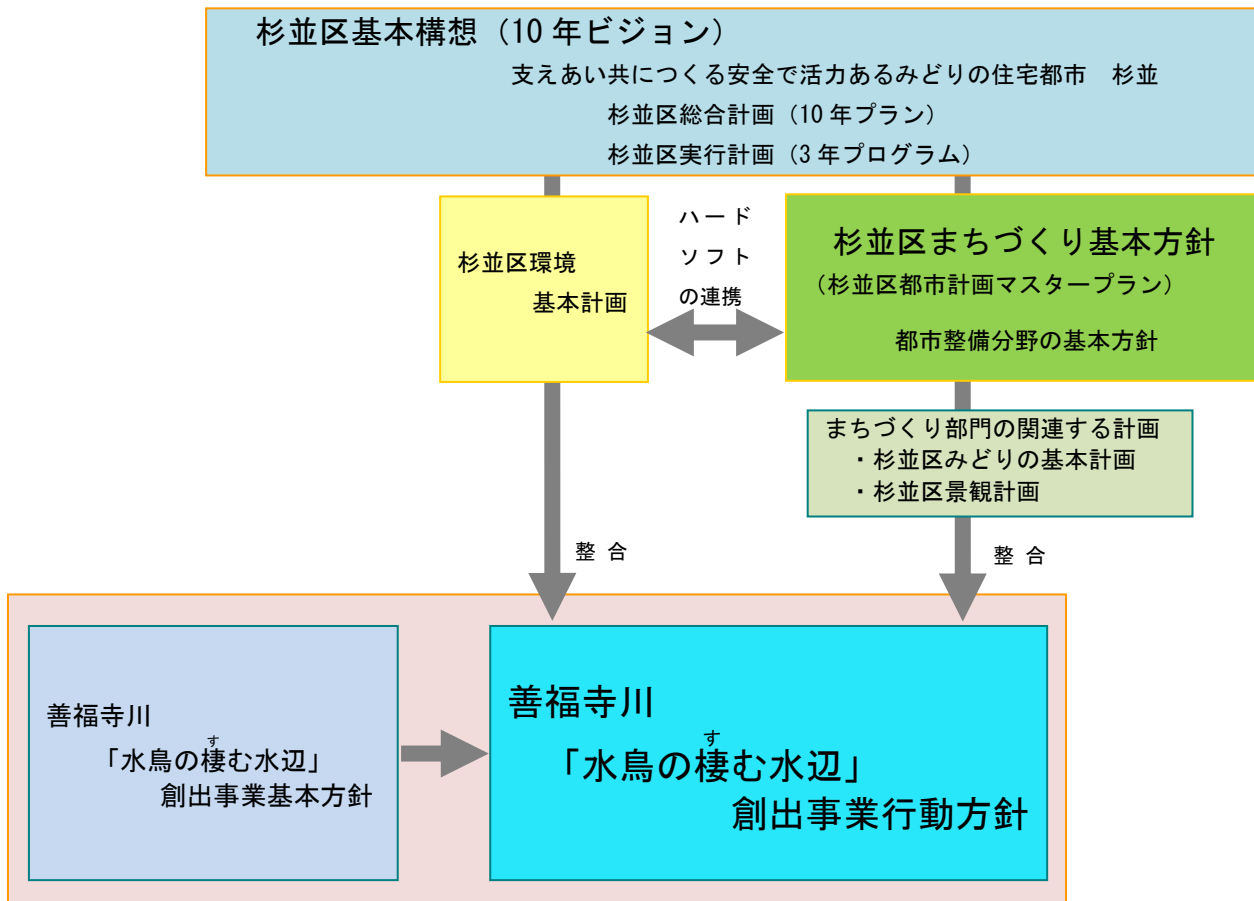 杉並区基本構想（10年ビジョン）
支えあい共につくる安全で活力あるみどりの住宅都市　杉並
杉並区総合計画（10年プラン）
杉並区実行計画（3年プログラム）
杉並区環境
基本計画
ハード
ソフト
の連携
杉並区まちづくり基本方針
（杉並区都市計画マスタープラン）
都市整備分野の基本方針
まちづくり部門の関連する計画
・杉並区みどりの基本計画
・杉並区景観計画
整 合
整 合
善福寺川
す
「水鳥の棲む水辺」
創出事業基本方針
善福寺川
す
「水鳥の棲む水辺」
創出事業行動方針